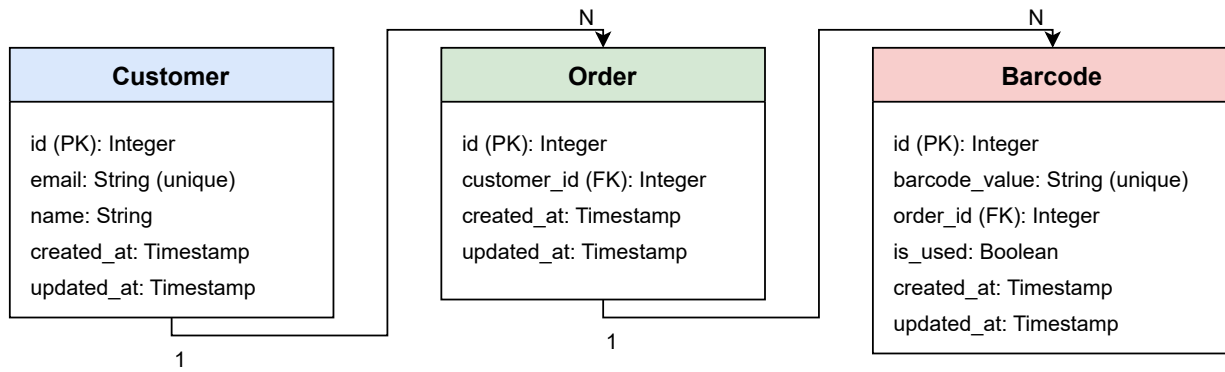 N
N
Customer
id (PK): Integer
email: String (unique)
name: String
created_at: Timestamp
updated_at: Timestamp
1
Order
id (PK): Integer
customer_id (FK): Integer
created_at: Timestamp
updated_at: Timestamp
1
Barcode
id (PK): Integer
barcode_value: String (unique)
order_id (FK): Integer
is_used: Boolean
created_at: Timestamp
updated_at: Timestamp